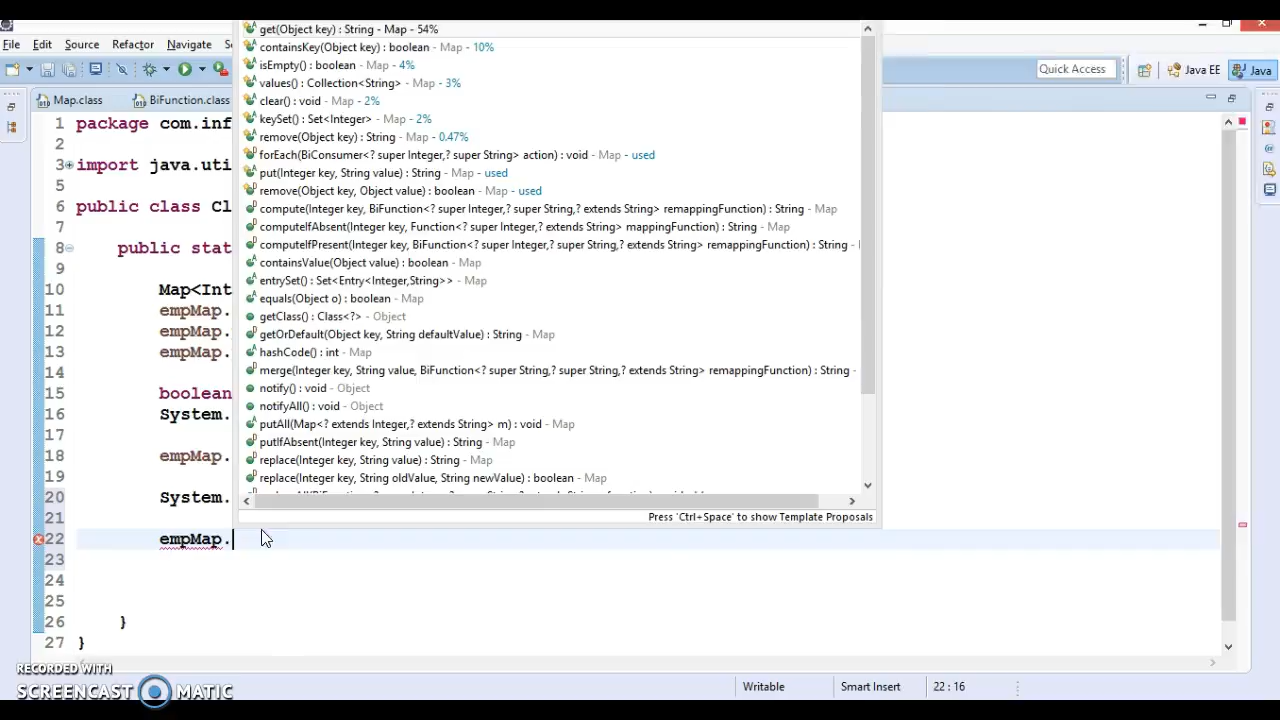 get(Object key) : String - Map - 54%
containsKey(Object key) : boolean - Map - 10%
isEmpty() : boolean - Map - 4%
values() : Collection<String> - Map - 3%
clear() : void - Map - 2%
keySet() : Set<Integer> - Map - 2%
remove(Object key) : String - Map - 0.47%
forEach(BiConsumer<? super Integer,? super String> action) : void - Map - used
put(Integer key, String value) : String - Map - used
remove(Object key, Object value) : boolean - Map - used
compute(Integer key, BiFunction<? super Integer,? super String,? extends String> remappingFunction) : String - Map
computeIfAbsent(Integer key, Function<? super Integer,? extends String> mappingFunction) : String - Map
computeIfPresent(Integer key, BiFunction<? super Integer,? super String,? extends String> remappingFunction) : String -
containsValue(Object value) : boolean - Map
entrySet() : Set<Entry<Integer,String>> - Map
equals(Object o) : boolean - Map
getClass() : Class<?> - Object
getOrDefault(Object key, String defaultValue) : String - Map
hashCode() : int - Map
merge(Integer key, String value, BiFunction<? super String,? super String,? extends String> remappingFunction) : String -
notify() : void - Object
notifyAll() : void - Object
putAll(Map<? extends Integer,? extends String> m) : void - Map
putIfAbsent(Integer key, String value) : String - Map
replace(Integer key, String value) : String - Map
replace(Integer key, String oldValue, String newValue) : boolean - Map
Press 'Ctrl+Space' to show Template Proposals
File Edit Source Refactor Navigate
Quick Access Java EE Java
Map.class BiFunction.class
1 package com.inf
2
3 import java.uti
5
6 public class Cl
7
8 public stat
9
10 Map<Int
11 empMap.
12 empMap.
13 empMap.
14
15 boolean
16 System.
17
18 empMap.
19
20 System.
21
22 empMap.
23
24
25
26 }
27 }
RECORDED WITH
SCREENCAST MATIC
Writable Smart Insert 22 : 16